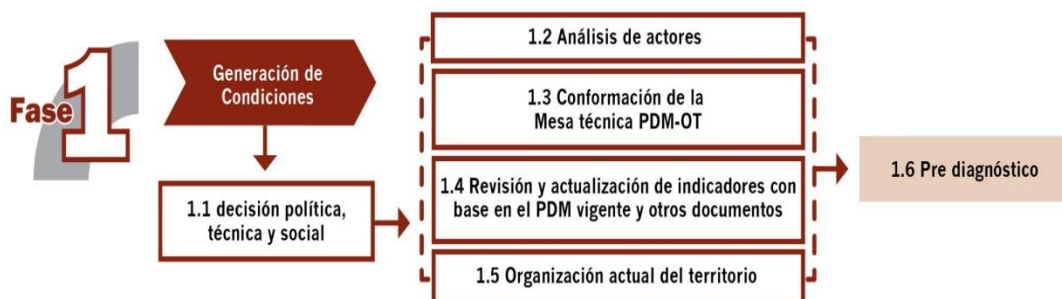 Fase 1
Generación de
Condiciones
1.1 decisión política,
técnica y social
1.2 Análisis de actores
1.3 Conformación de la
Mesa técnica PDM-OT
1.4 Revisión y actualización de indicadores con
base en el PDM vigente y otros documentos
1.5 Organización actual del territorio
1.6 Pre diagnóstico